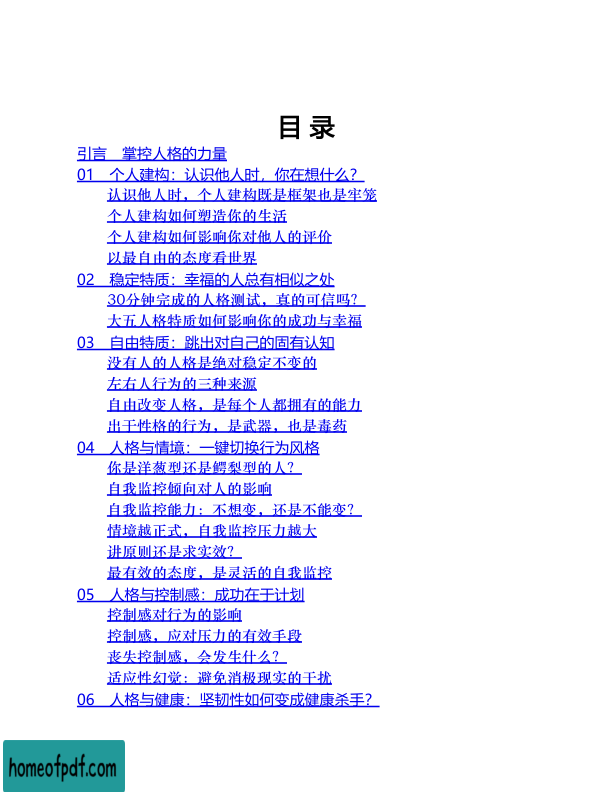 目 录
引言　掌控人格的力量
01　个人建构：认识他人时，你在想什么？
认识他人时，个人建构既是框架也是牢笼
个人建构如何塑造你的生活
个人建构如何影响你对他人的评价
以最自由的态度看世界
02　稳定特质：幸福的人总有相似之处
30分钟完成的人格测试，真的可信吗？
大五人格特质如何影响你的成功与幸福
03　自由特质：跳出对自己的固有认知
没有人的人格是绝对稳定不变的
左右人行为的三种来源
自由改变人格，是每个人都拥有的能力
出于性格的行为，是武器，也是毒药
04　人格与情境：一键切换行为风格
你是洋葱型还是鳄梨型的人？
自我监控倾向对人的影响
自我监控能力：不想变，还是不能变？
情境越正式，自我监控压力越大
讲原则还是求实效？
最有效的态度，是灵活的自我监控
05　人格与控制感：成功在于计划
控制感对行为的影响
控制感，应对压力的有效手段
丧失控制感，会发生什么？
适应性幻觉：避免消极现实的干扰
06　人格与健康：坚韧性如何变成健康杀手？
homeofpdf.com